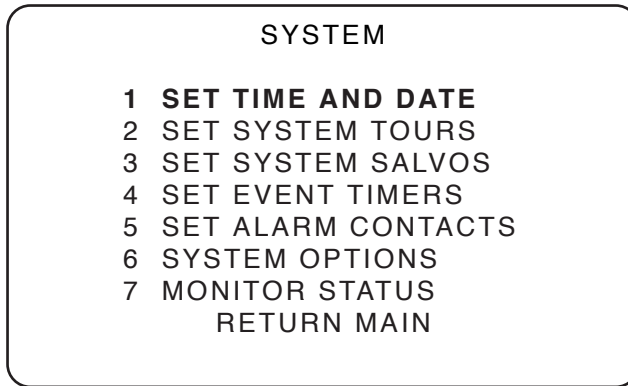 SYSTEM
1 SET TIME AND DATE
2 SET SYSTEM TOURS
3 SET SYSTEM SALVOS
4 SET EVENT TIMERS
5 SET ALARM CONTACTS
6 SYSTEM OPTIONS
7 MONITOR STATUS
RETURN MAIN